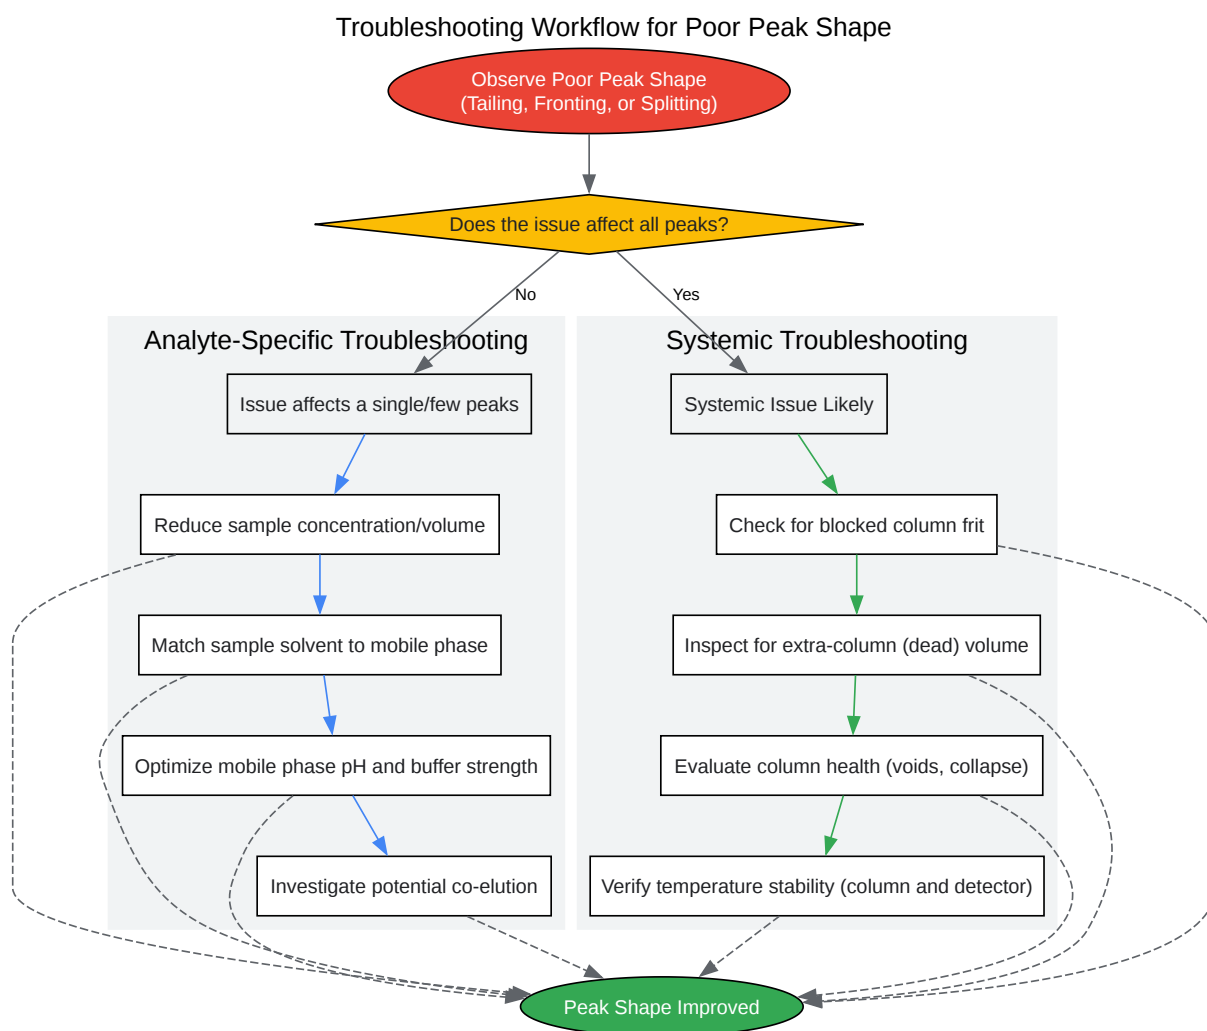 Troubleshooting Workflow for Poor Peak Shape
Observe Poor Peak Shape
(Tailing, Fronting, or Splitting)
Does the issue affect all peaks?
No
Yes
Analyte-Specific Troubleshooting
Issue affects a single/few peaks
Reduce sample concentration/volume
Match sample solvent to mobile phase
Optimize mobile phase pH and buffer strength
Investigate potential co-elution
Systemic Troubleshooting
Systemic Issue Likely
Check for blocked column frit
Inspect for extra-column (dead) volume
Evaluate column health (voids, collapse)
Verify temperature stability (column and detector)
Peak Shape Improved